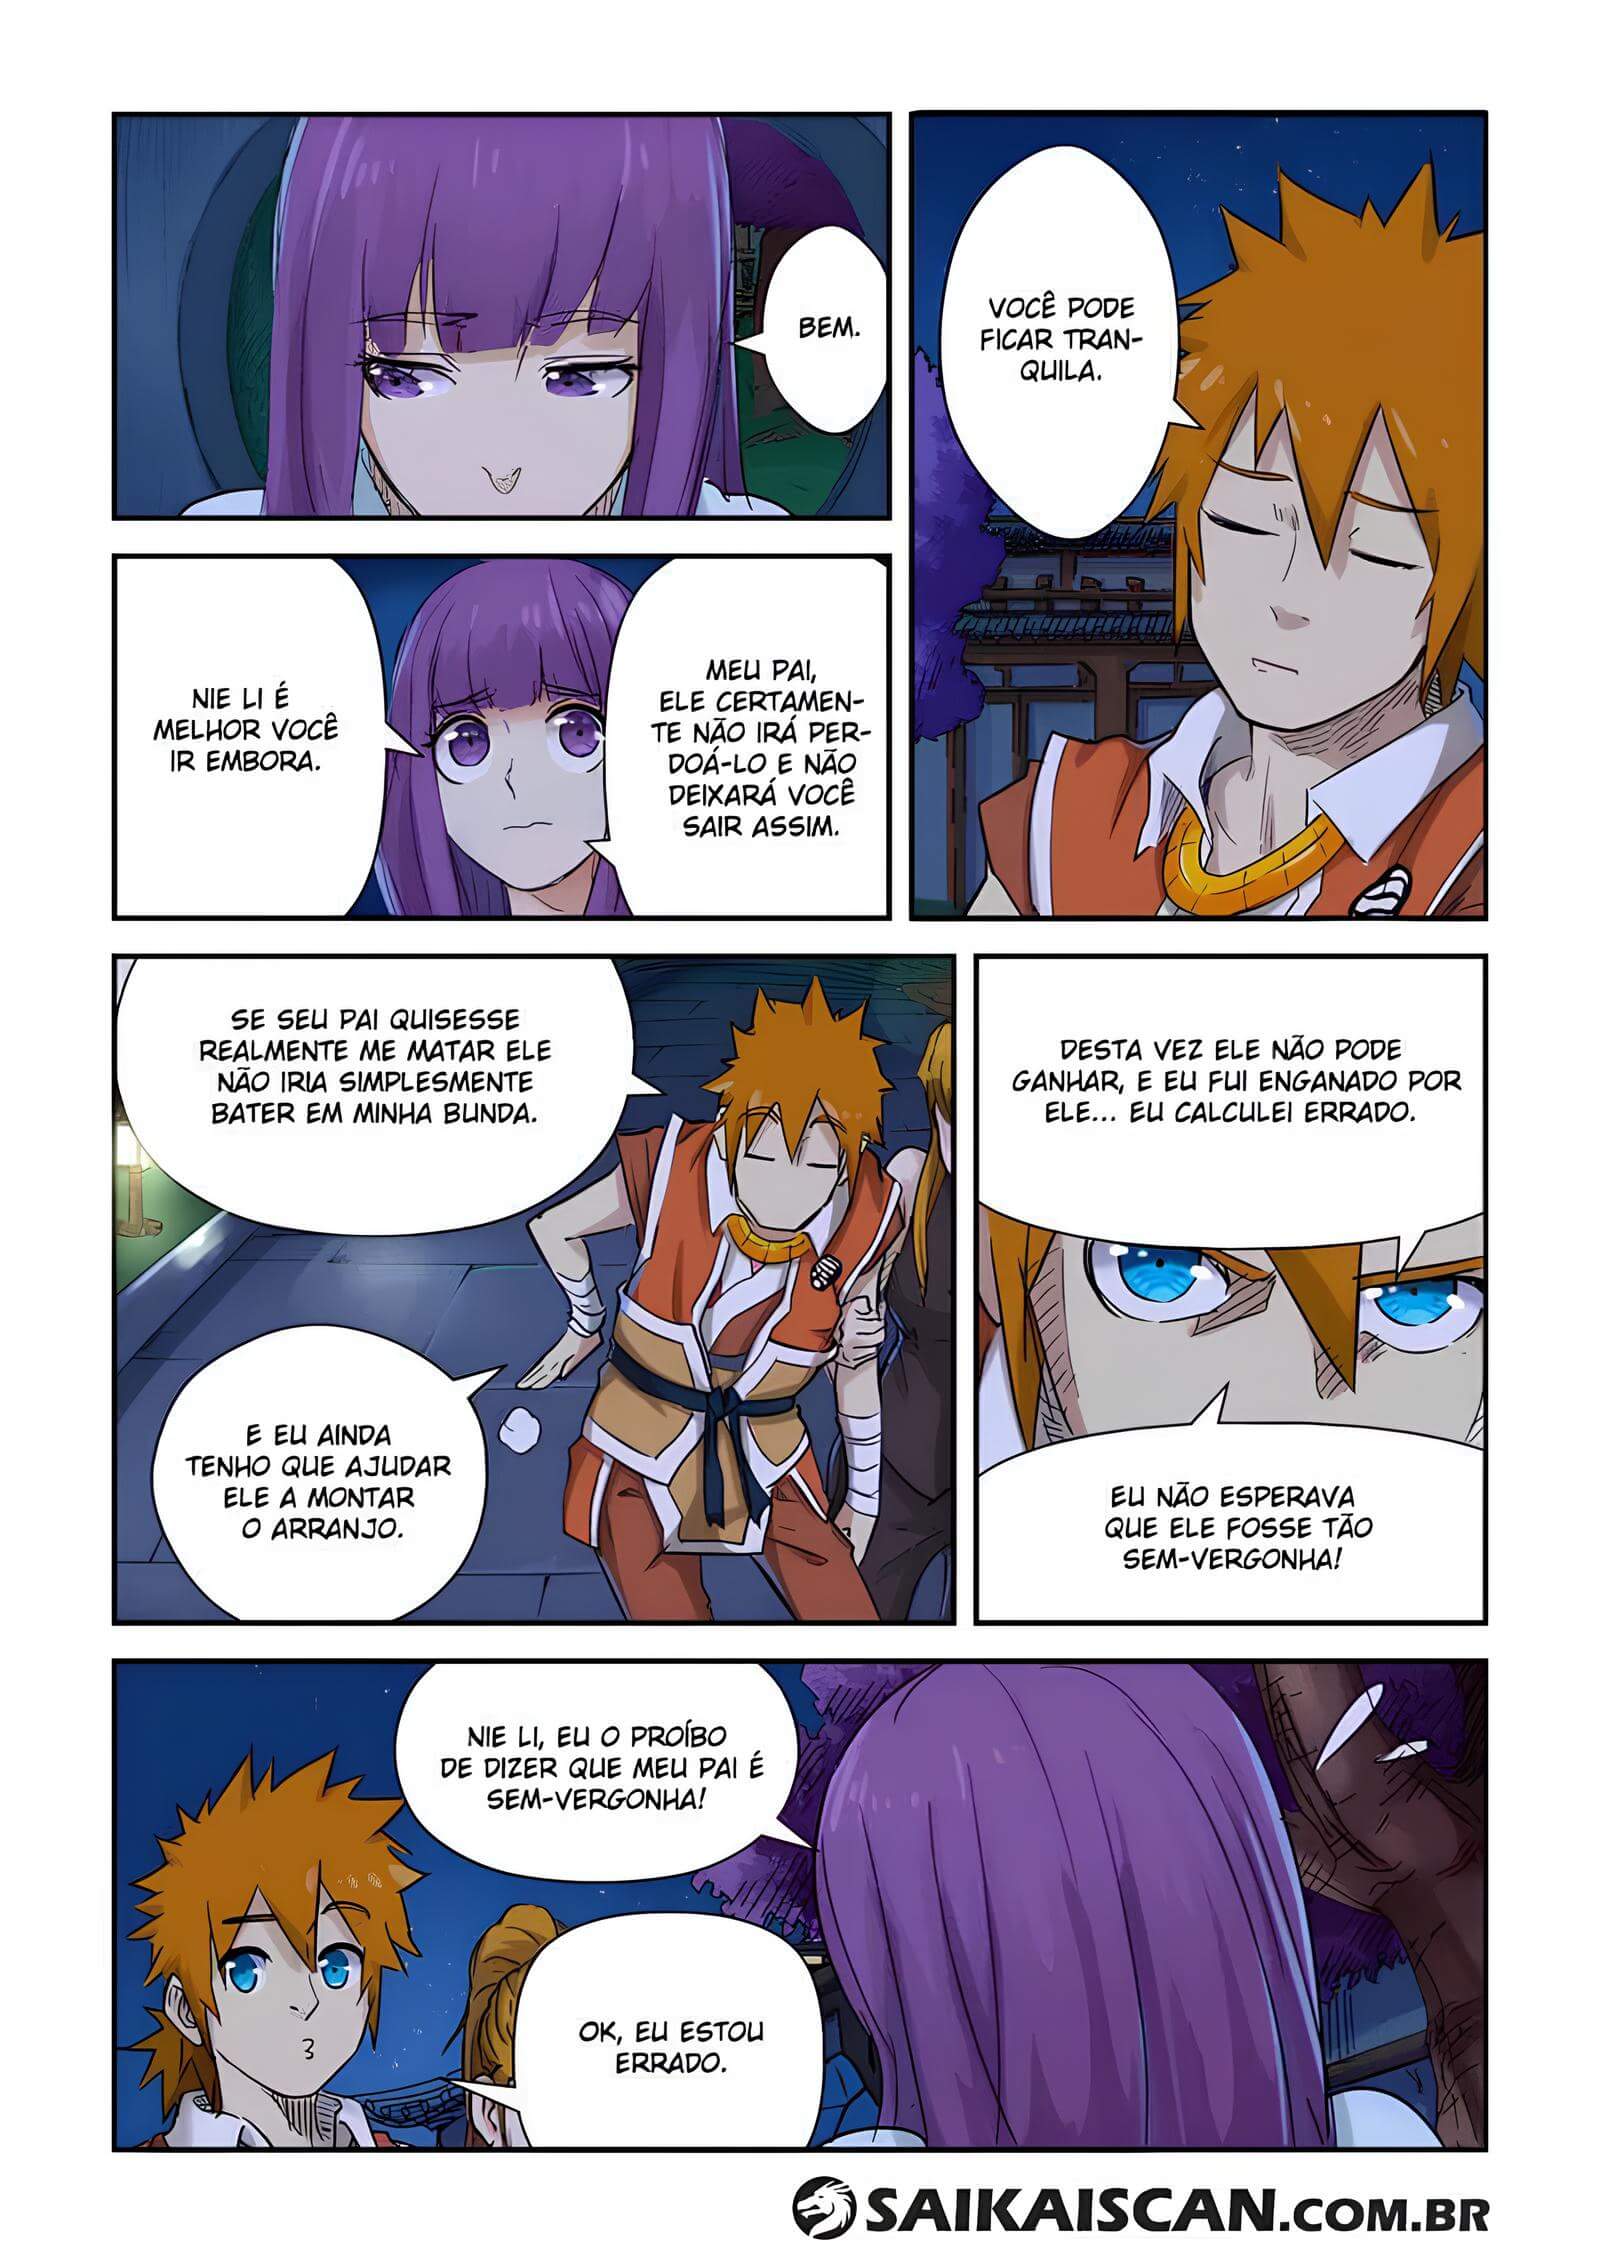 BEM.
NIE LI É
MELHOR VOCÊ
IR EMBORA.
MEU PAI,
ELE CERTAMEN-
TE NÃO IRÁ PER-
DOÁ-LO E NÃO
DEIXARÁ VOCÊ
SAIR ASSIM.
VOCÊ PODE
FICAR TRAN-
QUILA.
SE SEU PAI QUISESSE
REALMENTE ME MATAR ELE
NÃO IRIA SIMPLESMENTE
BATER EM MINHA BUNDA.
E EU AINDA
TENHO QUE AJUDAR
ELE A MONTAR
O ARRANJO.
DESTA VEZ ELE NÃO PODE
GANHAR, E EU FUI ENGANADO POR
ELE... EU CALCULEI ERRADO.
EU NÃO ESPERAVA
QUE ELE FOSSE TÃO
SEM-VERGONHA!
NIE LI, EU O PROÍBO
DE DIZER QUE MEU PAI É
SEM-VERGONHA!
OK, EU ESTOU
ERRADO.
SAIKAISCAN.COM.BR